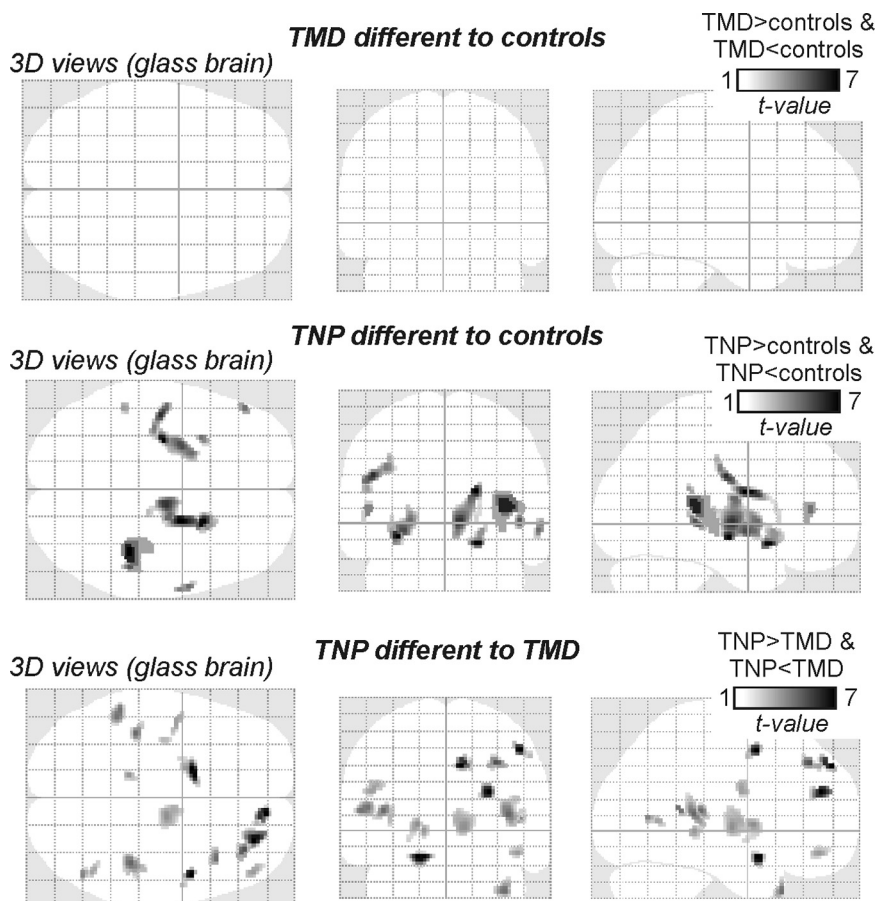 TMD different to controls
3D views (glass brain)
TMD>controls &
TMD<controls
1 7
t-value
TNP different to controls
3D views (glass brain)
TNP>controls &
TNP<controls
1 7
t-value
TNP different to TMD
3D views (glass brain)
TNP>TMD &
TNP<TMD
1 7
t-value